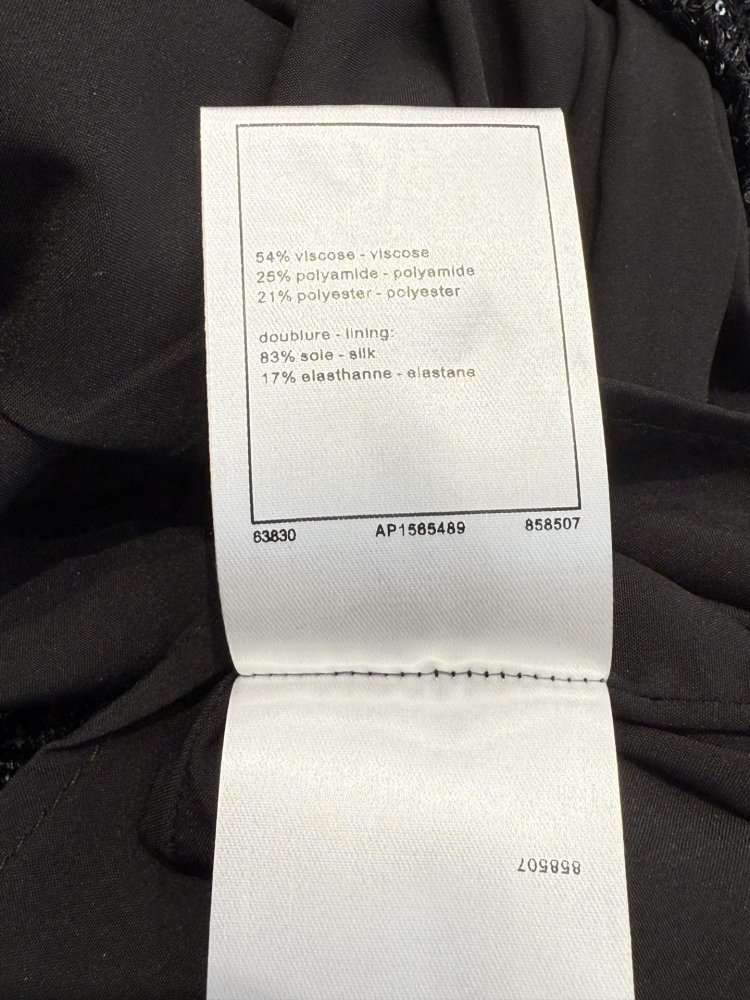 54% viscose - viscose
25% polyamide - polyamide
21% polyester - polyester
doublure - lining:
83% soie - silk
17% elasthanne - elastane
83830 AP1565489 858507
858507